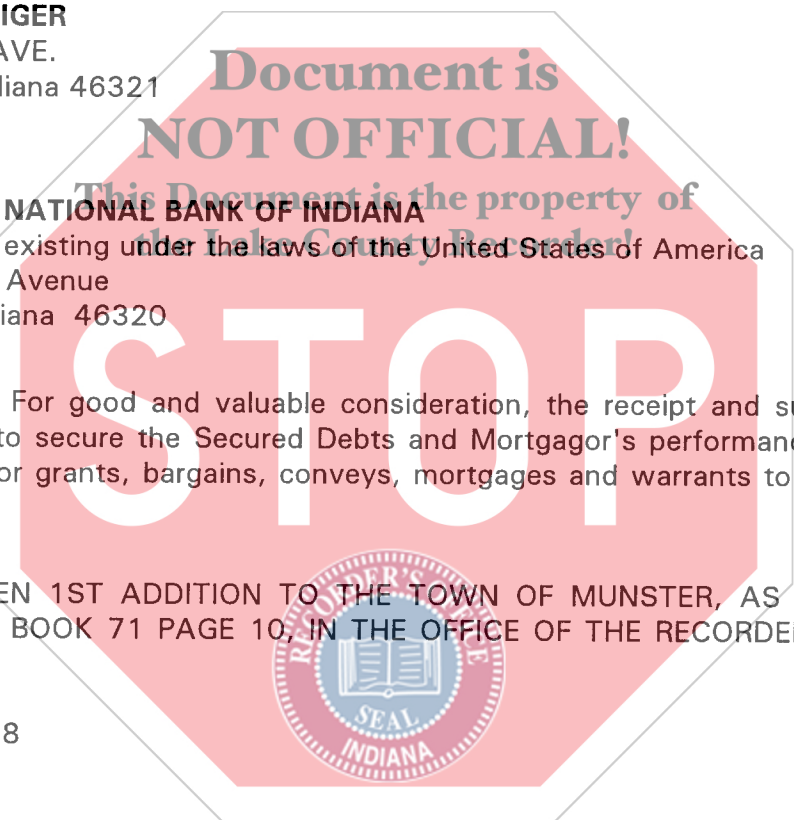 IGER
AVE.
diana 46321
Document is
NOT OFFICIAL!
This Document is the property of
the Lake County Recorder!
NATIONAL BANK OF INDIANA
existing under the laws of the United States of America
Avenue
iana 46320
STOP
For good and valuable consideration, the receipt and su
to secure the Secured Debts and Mortgagor's performanc
or grants, bargains, conveys, mortgages and warrants to
EN 1ST ADDITION TO THE TOWN OF MUNSTER, AS
BOOK 71 PAGE 10, IN THE OFFICE OF THE RECORDE
RECORDER'S OFFICE
SEAL
INDIANA
8